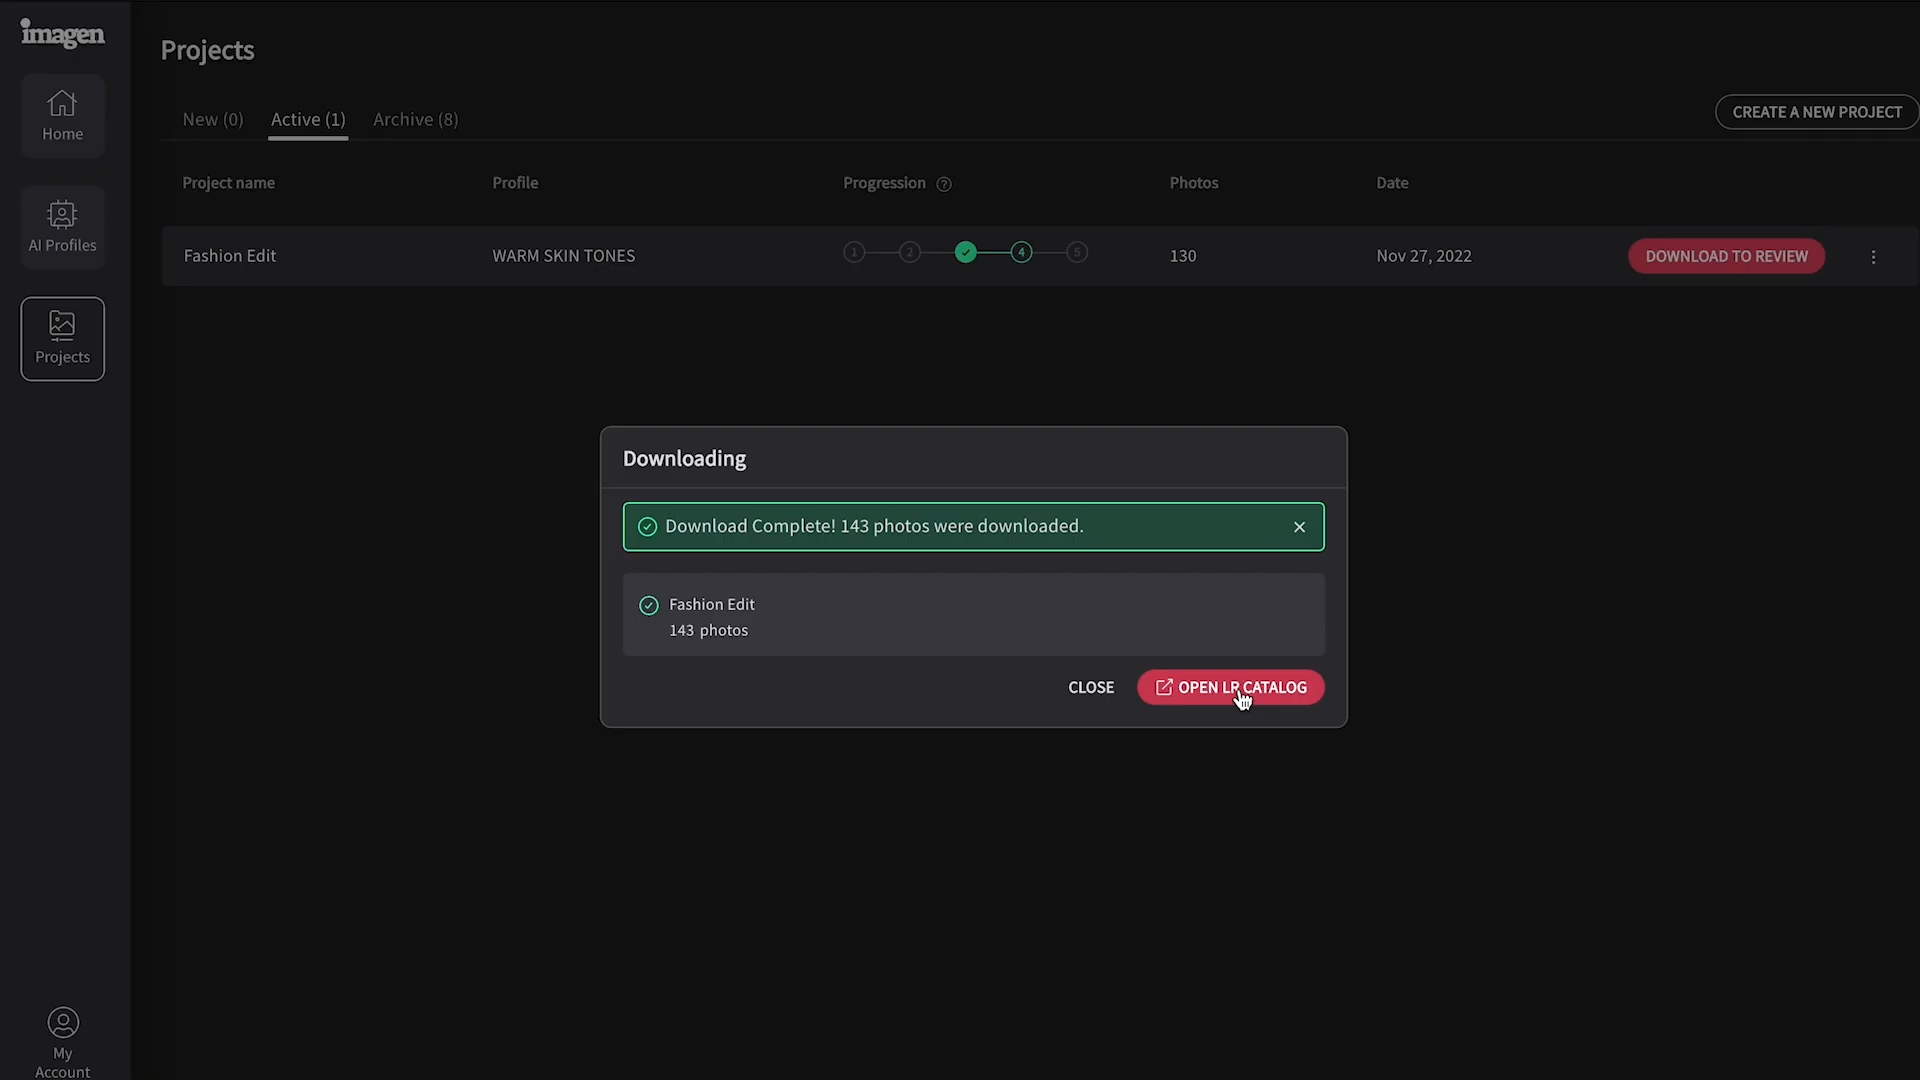 imagen
Projects
Home
New (0)
Active (1)
Archive (8)
CREATE A NEW PROJECT
Project name
Profile
Progression ?
Photos
Date
AI Profiles
Fashion Edit
WARM SKIN TONES
1
2
4
5
130
Nov 27, 2022
DOWNLOAD TO REVIEW
Projects
Downloading
Download Complete! 143 photos were downloaded.
Fashion Edit
143 photos
CLOSE
OPEN LR CATALOG
My
Account